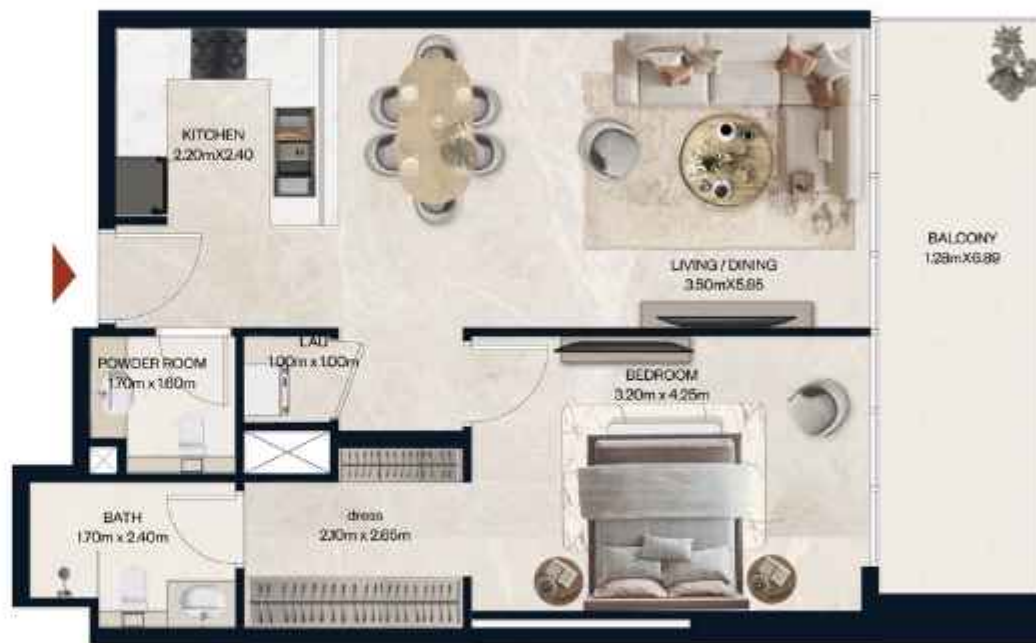 KITCHEN
2.20mX2.40
LIVING / DINING
3.50mX5.85
BALCONY
1.28mX6.89
LAU
1.00m x 1.00m
POWDER ROOM
1.70m x 1.60m
BEDROOM
3.20m x 4.25m
BATH
1.70m x 2.40m
dress
2.10m x 2.65m